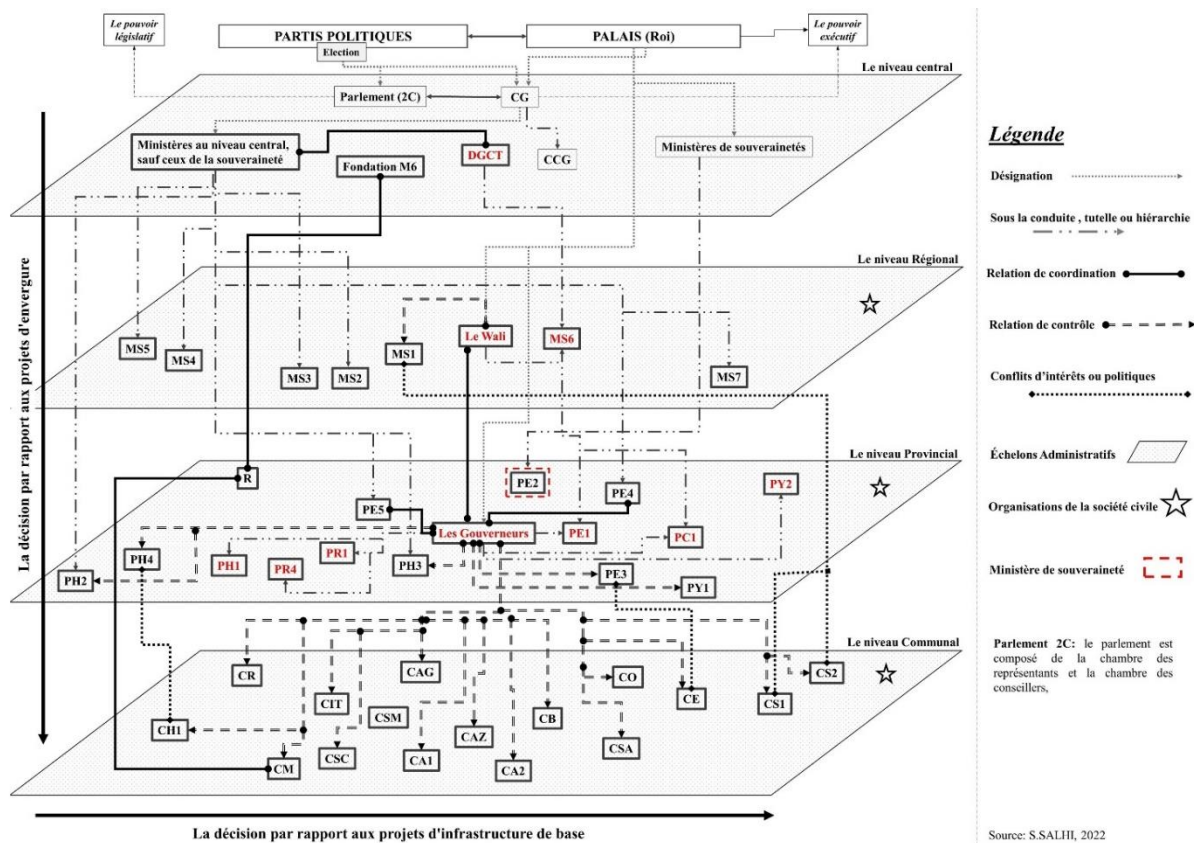 Le pouvoir
législatif
PARTIS POLITIQUES
PALAIS (Roi)
Le pouvoir
exécutif
Election
Le niveau central
Parlement (2C)
CG
Ministères au niveau central,
sauf ceux de la souveraineté
DGCT
CCG
Ministères de souverainetés
Fondation M6
Le niveau Régional
MS5
MS4
MS3
MS2
MS1
Le Wali
MS6
MS7
Le niveau Provincial
R
PE5
PE2
PE4
PY2
Les Gouverneurs
PE1
PC1
PH4
PH2
PH1
PR4
PR1
PH3
PE3
PY1
Le niveau Communal
CR
CIT
CAG
CSM
CO
CE
CS1
CS2
CH1
CM
CSC
CA1
CAZ
CA2
CB
CSA
La décision par rapport aux projets d'envergure
La décision par rapport aux projets d'infrastructure de base
Légende
Désignation
Sous la conduite , tutelle ou hiérarchie
Relation de coordination
Relation de contrôle
Conflits d'intérêts ou politiques
Échelons Administratifs
Organisations de la société civile
Ministère de souveraineté
Parlement 2C: le parlement est
composé de la chambre des
représentants et la chambre des
conseillers,
Source: S.SALHI, 2022